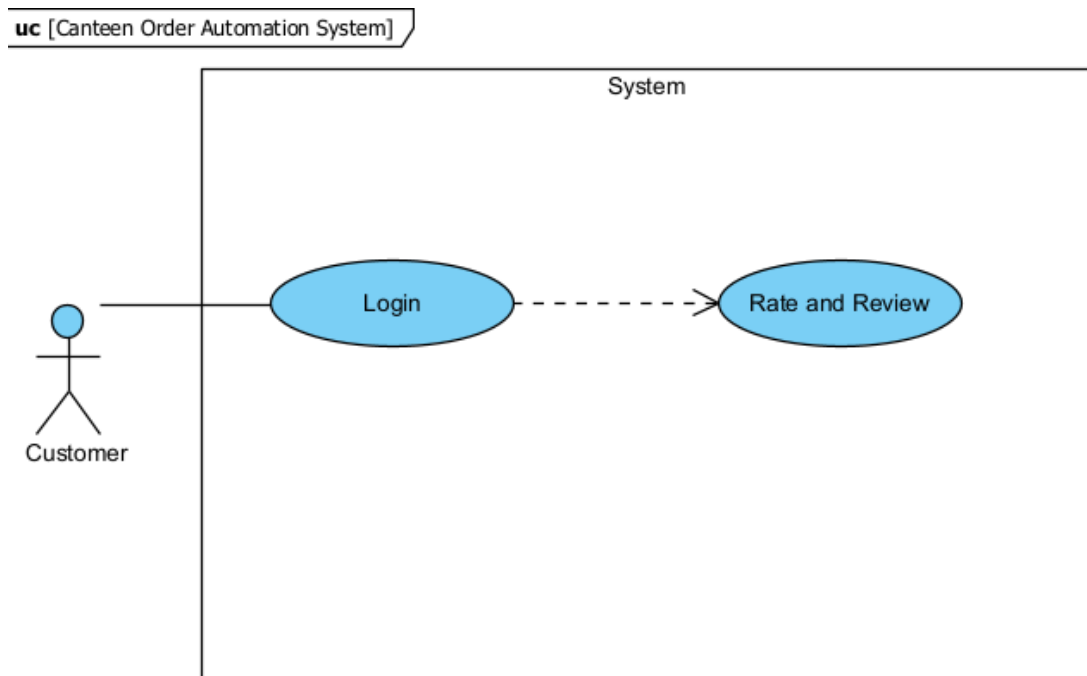 uc [Canteen Order Automation System]
System
Login
Rate and Review
Customer